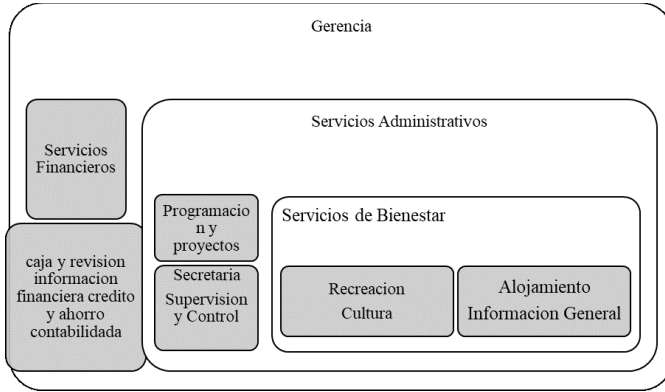 Gerencia
Servicios
Financieros
caja y revision
informacion
financiera credito
y ahorro
contabilidada
Servicios Administrativos
Programacio
n y
proyectos
Secretaria
Supervision
y Control
Servicios de Bienestar
Recreacion
Cultura
Alojamiento
Informacion General